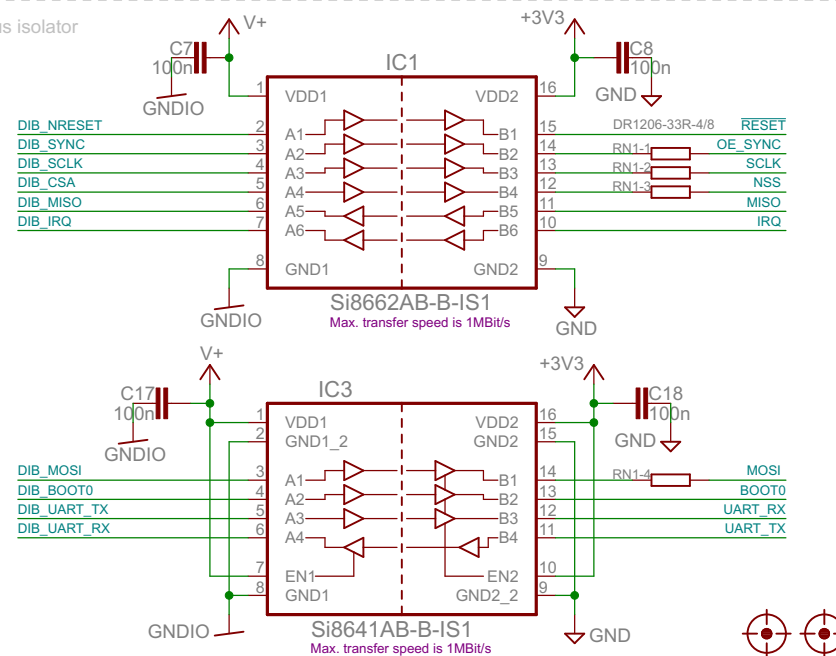 us isolator
V+
+3V3
C7
100n
GNDIO
C8
100n
GND
IC1
1 VDD1 VDD2 16
DR1206-33R-4/8
DIB_NRESET 2 A1 B1 15 RESET
DIB_SYNC 3 A2 B2 14 RN1-1 OE_SYNC
DIB_SCLK 4 A3 B3 13 RN1-2 SCLK
DIB_CSA 5 A4 B4 12 RN1-3 NSS
DIB_MISO 6 A5 B5 11 MISO
DIB_IRQ 7 A6 B6 10 IRQ
8 GND1 GND2 9
GNDIO
Si8662AB-B-IS1
Max. transfer speed is 1MBit/s
GND
V+
+3V3
C17
100n
GNDIO
C18
100n
GND
IC3
1 VDD1 VDD2 16
2 GND1_2 GND2 15
DIB_MOSI 3 A1 B1 14 RN1-4 MOSI
DIB_BOOT0 4 A2 B2 13 BOOT0
DIB_UART_TX 5 A3 B3 12 UART_RX
DIB_UART_RX 6 A4 B4 11 UART_TX
7 EN1 EN2 10
8 GND1 GND2_2 9
GNDIO
Si8641AB-B-IS1
GND
Max. transfer speed is 1MBit/s